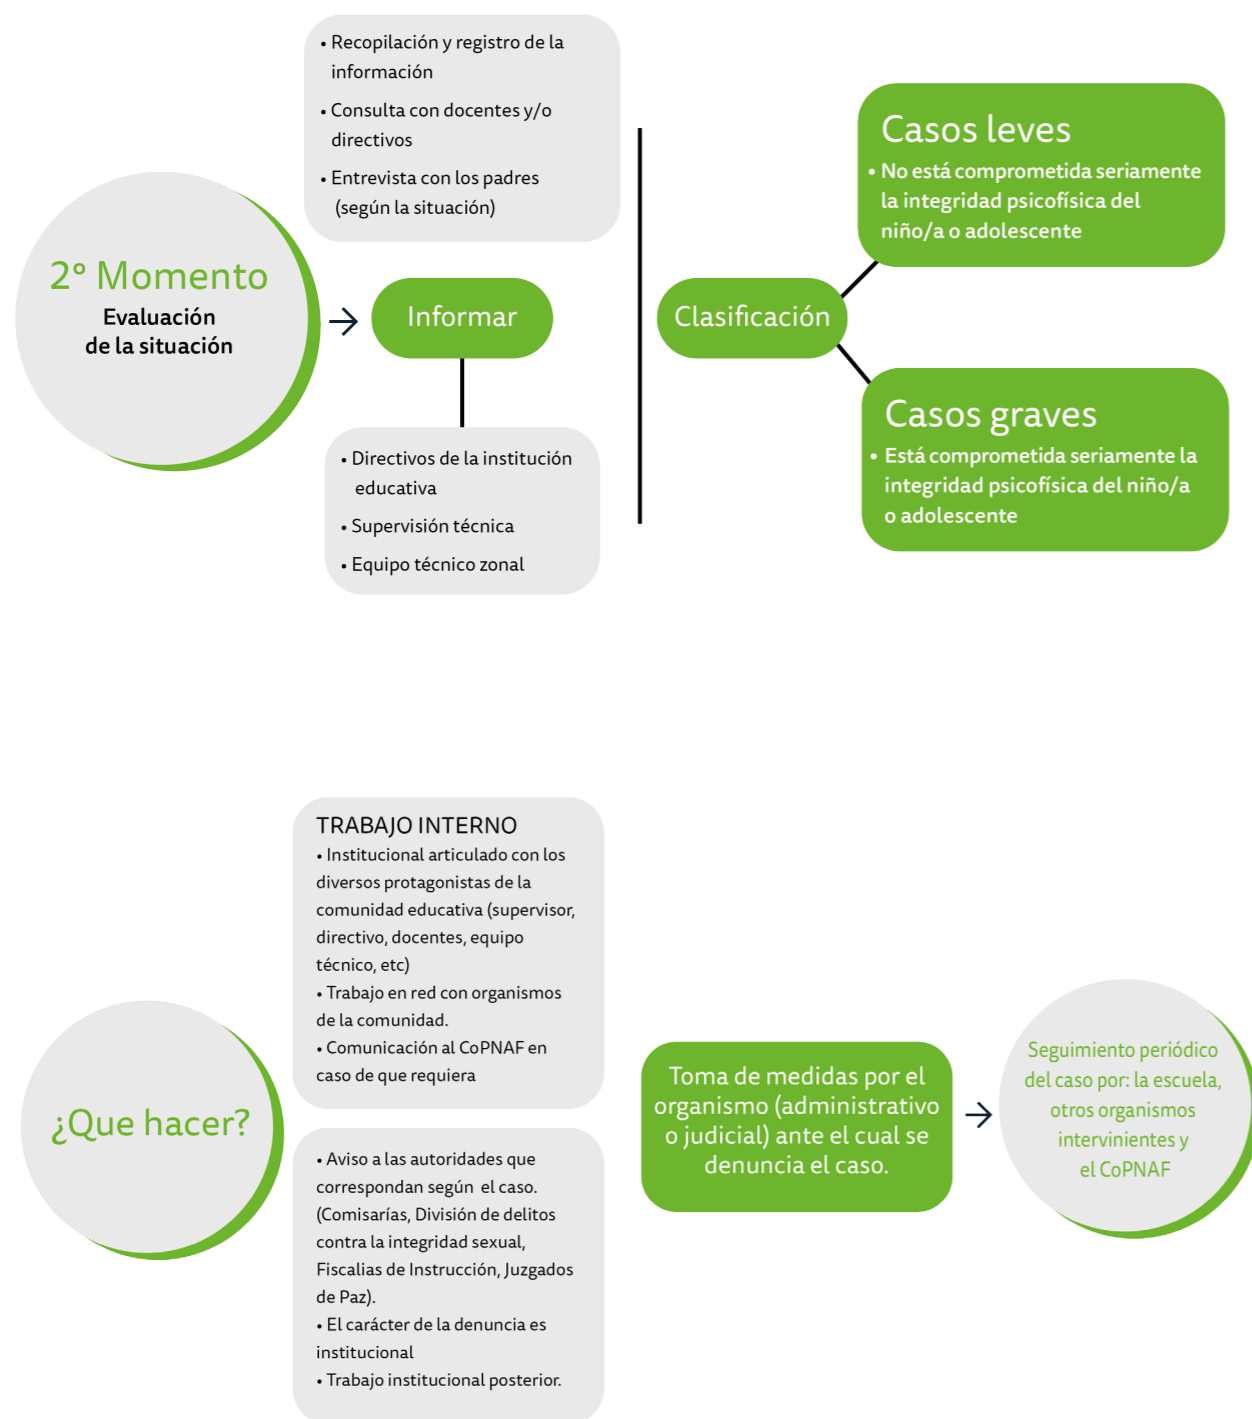 • Recopilación y registro de la
información
• Consulta con docentes y/o
directivos
• Entrevista con los padres
(según la situación)
2° Momento
Evaluación
de la situación
Informar
• Directivos de la institución
educativa
• Supervisión técnica
• Equipo técnico zonal
Clasificación
Casos leves
• No está comprometida seriamente
la integridad psicofísica del
niño/a o adolescente
Casos graves
• Está comprometida seriamente la
integridad psicofísica del niño/a
o adolescente
¿Que hacer?
TRABAJO INTERNO
• Institucional articulado con los
diversos protagonistas de la
comunidad educativa (supervisor,
directivo, docentes, equipo
técnico, etc)
• Trabajo en red con organismos
de la comunidad.
• Comunicación al CoPNAF en
caso de que requiera
• Aviso a las autoridades que
correspondan según el caso.
(Comisarías, División de delitos
contra la integridad sexual,
Fiscalias de Instrucción, Juzgados
de Paz).
• El carácter de la denuncia es
institucional
• Trabajo institucional posterior.
Toma de medidas por el
organismo (administrativo
o judicial) ante el cual se
denuncia el caso.
Seguimiento periódico
del caso por: la escuela,
otros organismos
intervinientes y
el CoPNAF